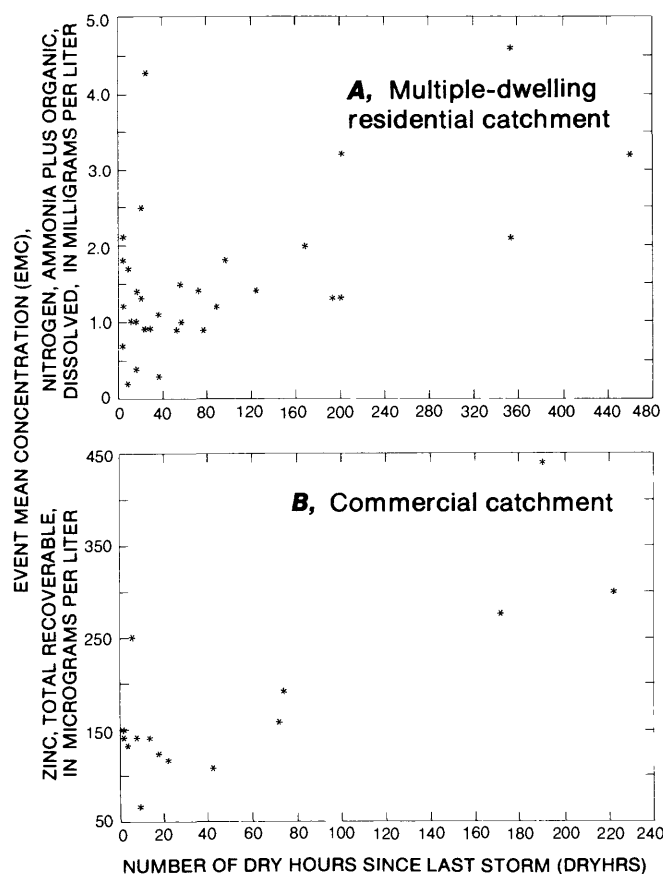 EVENT MEAN CONCENTRATION (EMC),
NITROGEN, AMMONIA PLUS ORGANIC,
DISSOLVED, IN MILLIGRAMS PER LITER
5.0
4.0
3.0
2.0
1.0
0
A, Multiple-dwelling
residential catchment
0 40 80 120 160 200 240 280 320 360 400 440 480
ZINC, TOTAL RECOVERABLE,
IN MICROGRAMS PER LITER
450
350
250
150
50
B, Commercial catchment
0 20 40 60 80 100 120 140 160 180 200 220 240
NUMBER OF DRY HOURS SINCE LAST STORM (DRYHRS)